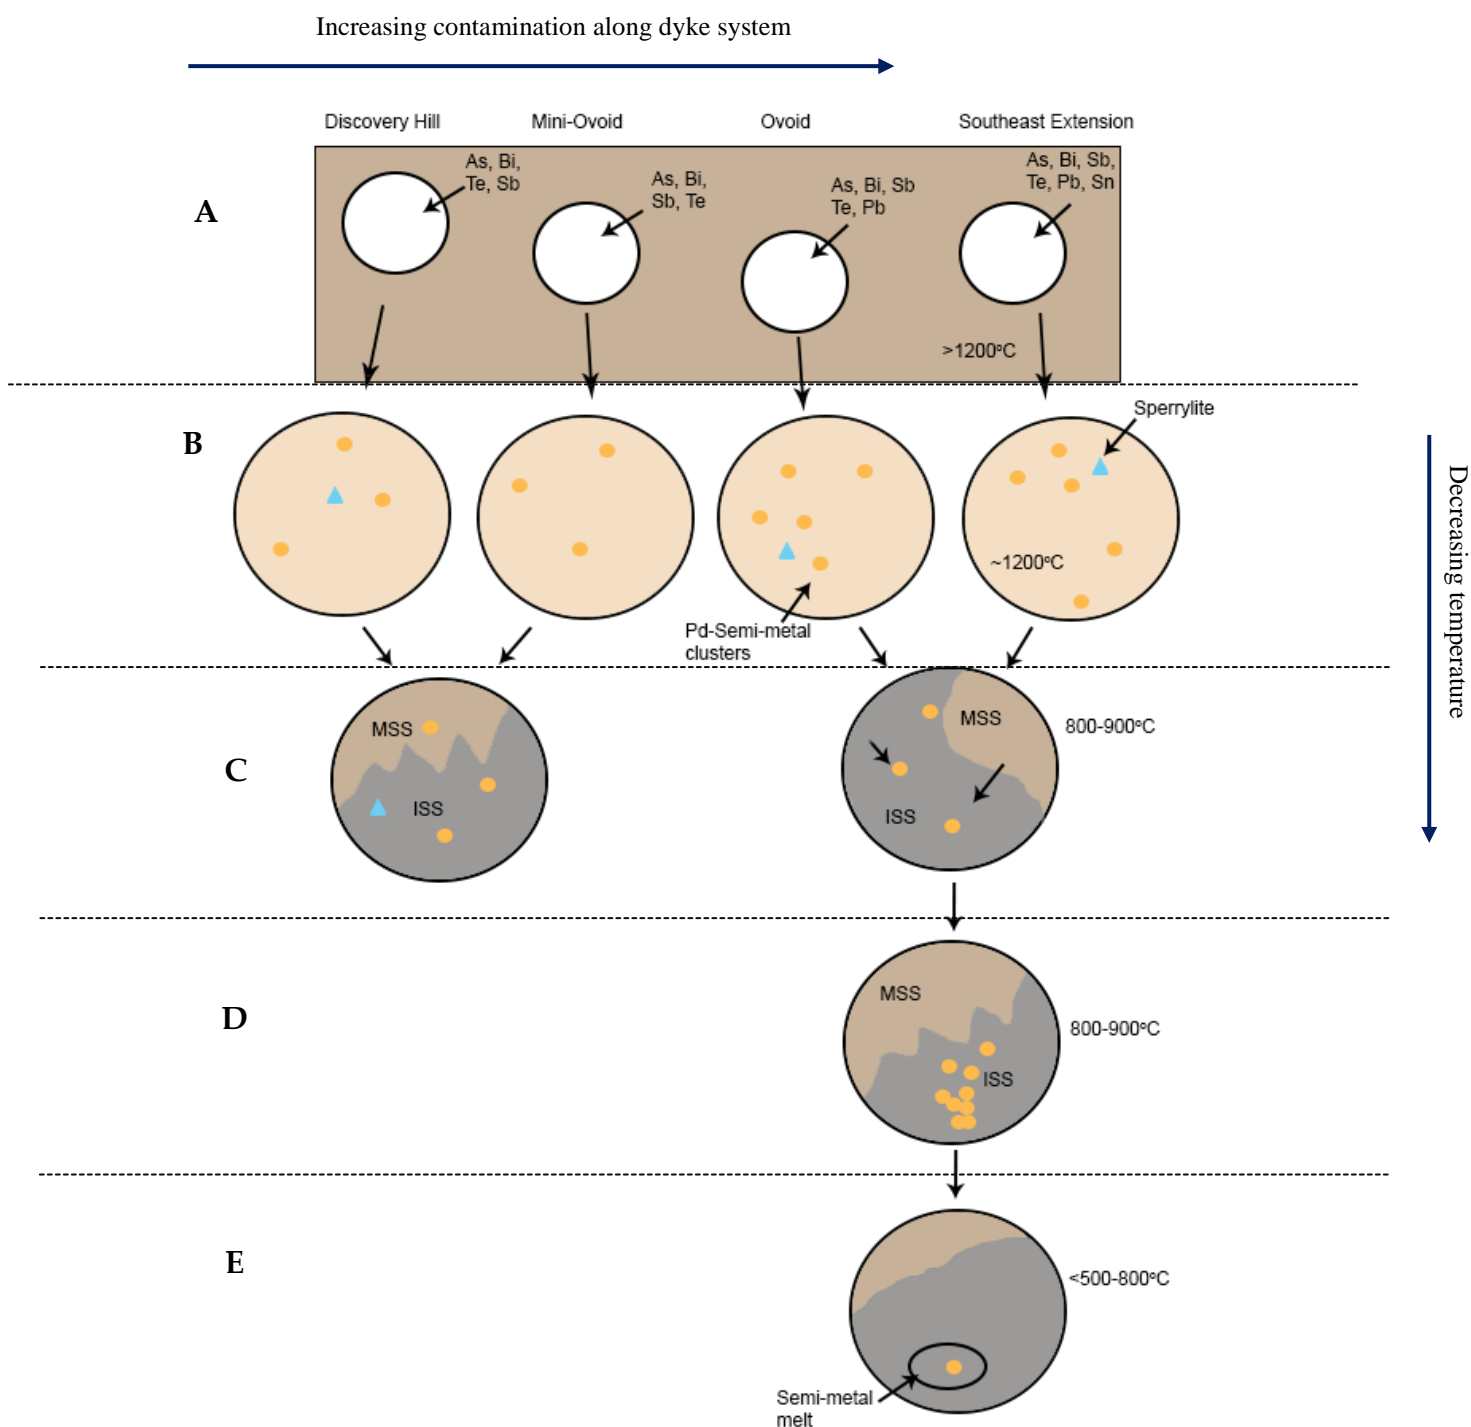 Increasing contamination along dyke system
Discovery Hill
Mini-Ovoid
Ovoid
Southeast Extension
A
As, Bi,
Te, Sb
As, Bi,
Sb, Te
As, Bi, Sb
Te, Pb
As, Bi, Sb,
Te, Pb, Sn
>1200°C
B
Sperrylite
~1200°C
Pd-Semi-metal
clusters
Decreasing temperature
C
MSS
ISS
MSS
ISS
800-900°C
D
MSS
ISS
800-900°C
E
<500-800°C
Semi-metal
melt